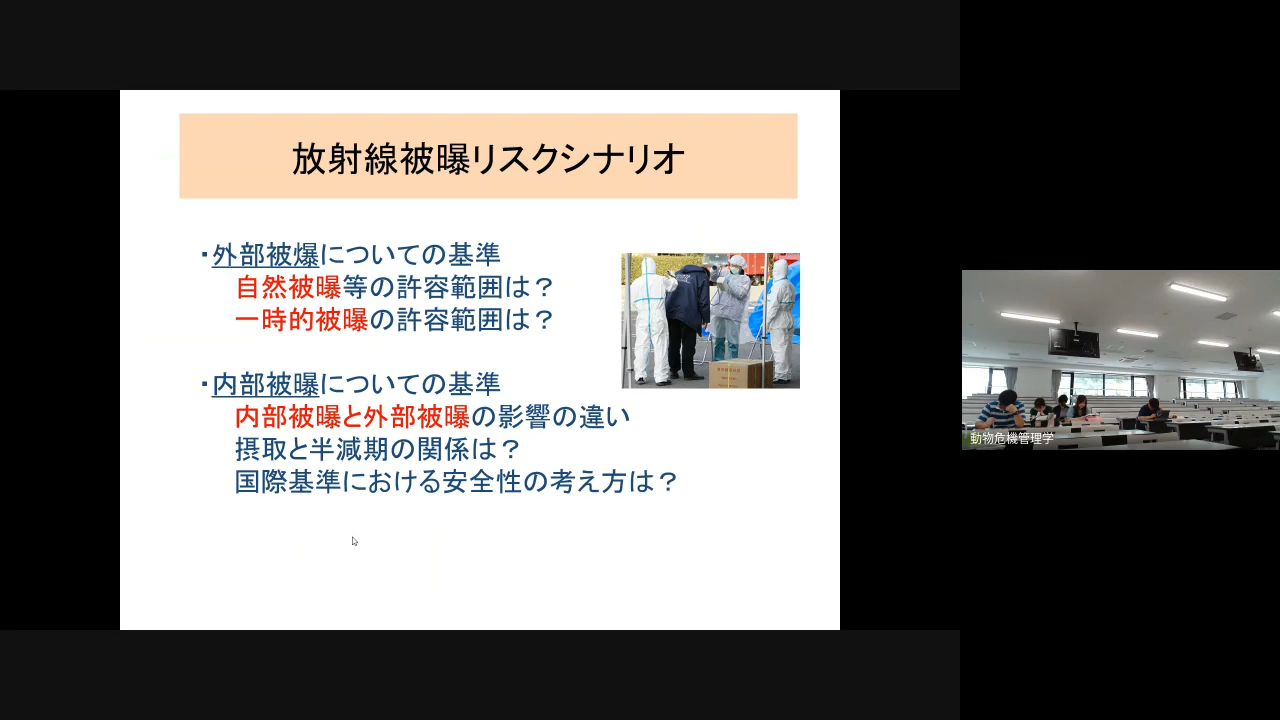 放射線被曝リスクシナリオ
・外部被爆についての基準
自然被曝等の許容範囲は？
一時的被曝の許容範囲は？
・内部被曝についての基準
内部被曝と外部被曝の影響の違い
摂取と半減期の関係は？
国際基準における安全性の考え方は？
動物危機管理学